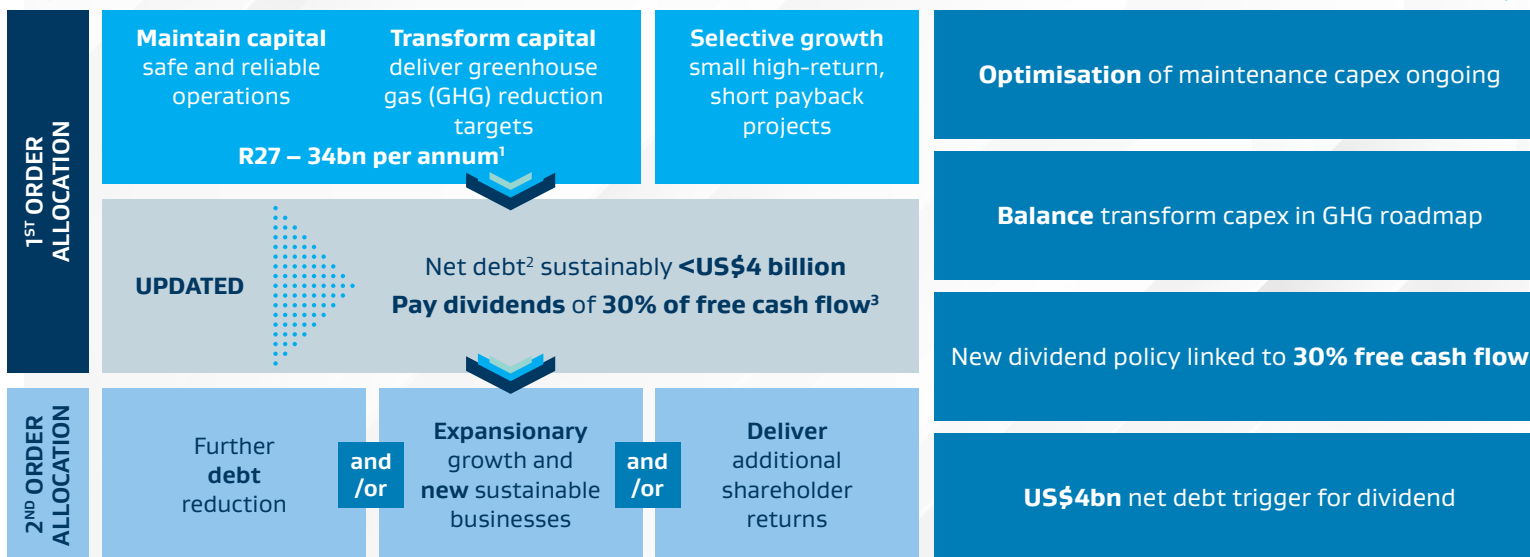 1ST ORDER
ALLOCATION
Maintain capital
safe and reliable
operations
Transform capital
deliver greenhouse
gas (GHG) reduction
targets
R27 – 34bn per annum1
Selective growth
small high-return,
short payback
projects
UPDATED
Net debt2 sustainably <US$4 billion
Pay dividends of 30% of free cash flow3
2ND ORDER
ALLOCATION
Further
debt
reduction
and
/or
Expansionary
growth and
new sustainable
businesses
and
/or
Deliver
additional
shareholder
returns
Optimisation of maintenance capex ongoing
Balance transform capex in GHG roadmap
New dividend policy linked to 30% free cash flow
US$4bn net debt trigger for dividend